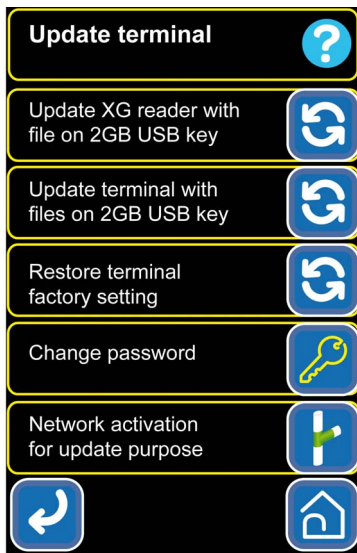 Update terminal
?
Update XG reader with
file on 2GB USB key
Update terminal with
files on 2GB USB key
Restore terminal
factory setting
Change password
Network activation
for update purpose